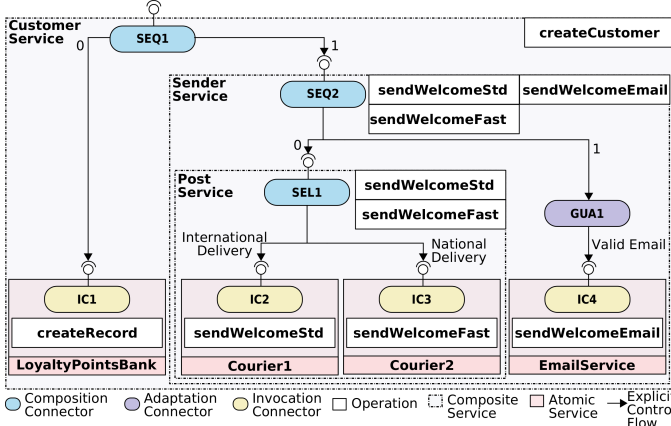 Customer
Service
SEQ1
createCustomer
0
1
Sender
Service
SEQ2
sendWelcomeStd
sendWelcomeEmail
sendWelcomeFast
0
1
Post
Service
SEL1
sendWelcomeStd
sendWelcomeFast
GUA1
International
Delivery
National
Delivery
Valid Email
IC1
IC2
IC3
IC4
createRecord
sendWelcomeStd
sendWelcomeFast
sendWelcomeEmail
LoyaltyPointsBank
Courier1
Courier2
EmailService
Composition
Connector
Adaptation
Connector
Invocation
Connector
Operation
Composite
Service
Atomic
Service
Explici
Contro
Flow